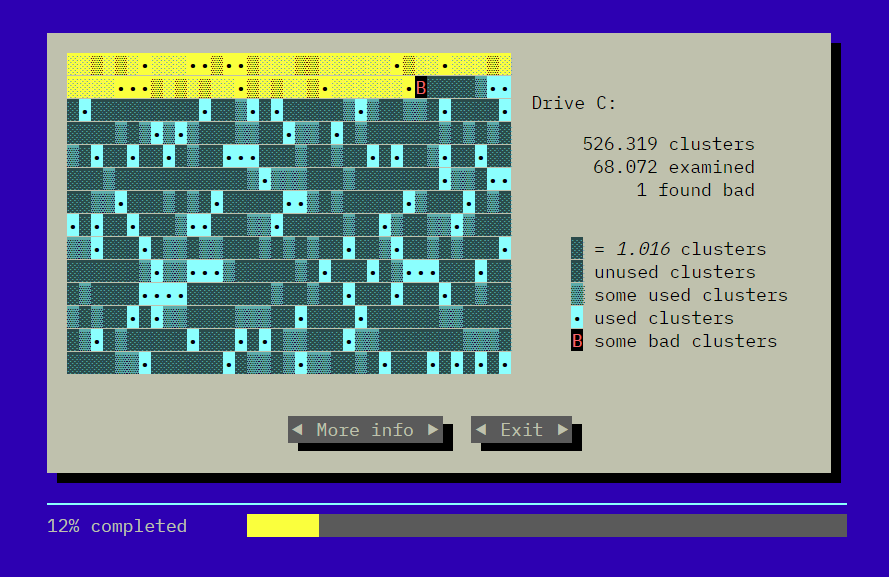 B
Drive C:
526.319 clusters
68.072 examined
1 found bad
= 1.016 clusters
unused clusters
some used clusters
used clusters
B some bad clusters
◄ More info ► ◄ Exit ►
12% completed